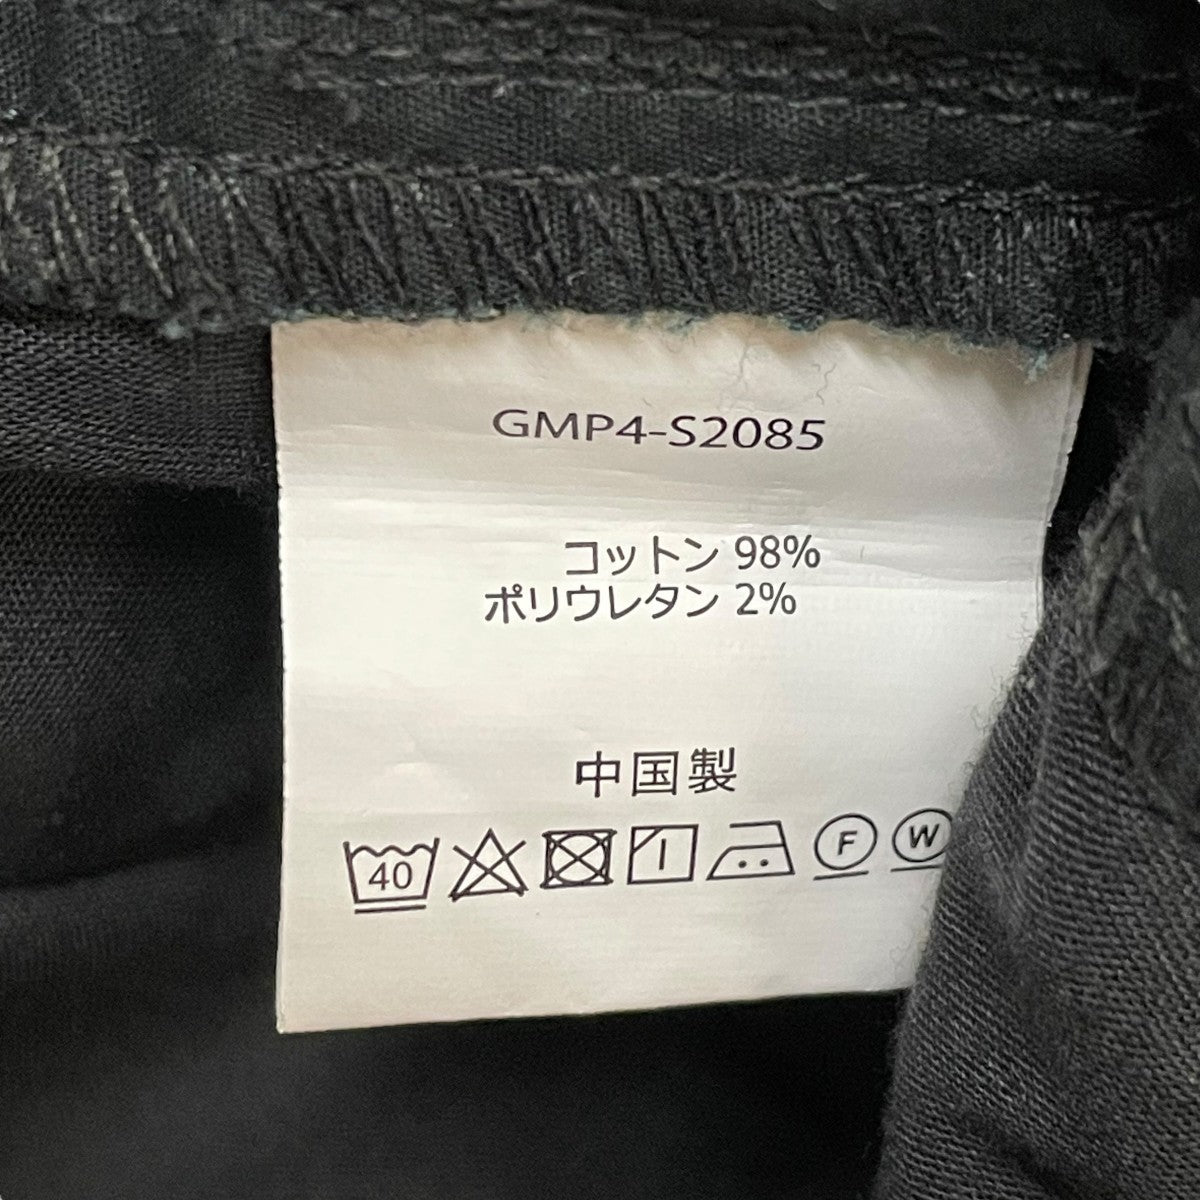 GMP4-S2085
コットン 98%
ポリウレタン 2%
中国製
40 F W